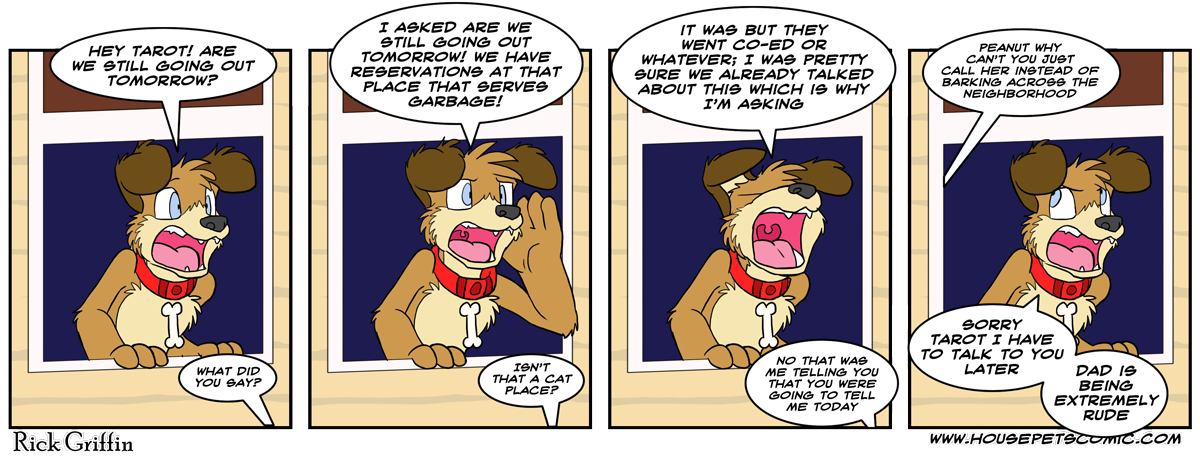 HEY TAROT! ARE
WE STILL GOING OUT
TOMORROW?
WHAT DID
YOU SAY?
I ASKED ARE WE
STILL GOING OUT
TOMORROW! WE HAVE
RESERVATIONS AT THAT
PLACE THAT SERVES
GARBAGE!
ISN'T
THAT A CAT
PLACE?
IT WAS BUT THEY
WENT CO-ED OR
WHATEVER; I WAS PRETTY
SURE WE ALREADY TALKED
ABOUT THIS WHICH IS WHY
I'M ASKING
NO THAT WAS
ME TELLING YOU
THAT YOU WERE
GOING TO TELL
ME TODAY
PEANUT WHY
CAN'T YOU JUST
CALL HER INSTEAD OF
BARKING ACROSS THE
NEIGHBORHOOD
SORRY
TAROT I HAVE
TO TALK TO YOU
LATER
DAD IS
BEING
EXTREMELY
RUDE
Rick Griffin
WWW.HOUSEPETSCOMIC.COM